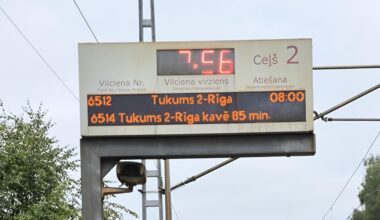 7:56
Ceļš 2
Vilciena Nr.
Vilciena virziens
Atiešana
6512 Tukums 2-Rīga 08:00
6514 Tukums 2-Rīga kavē 85 min.